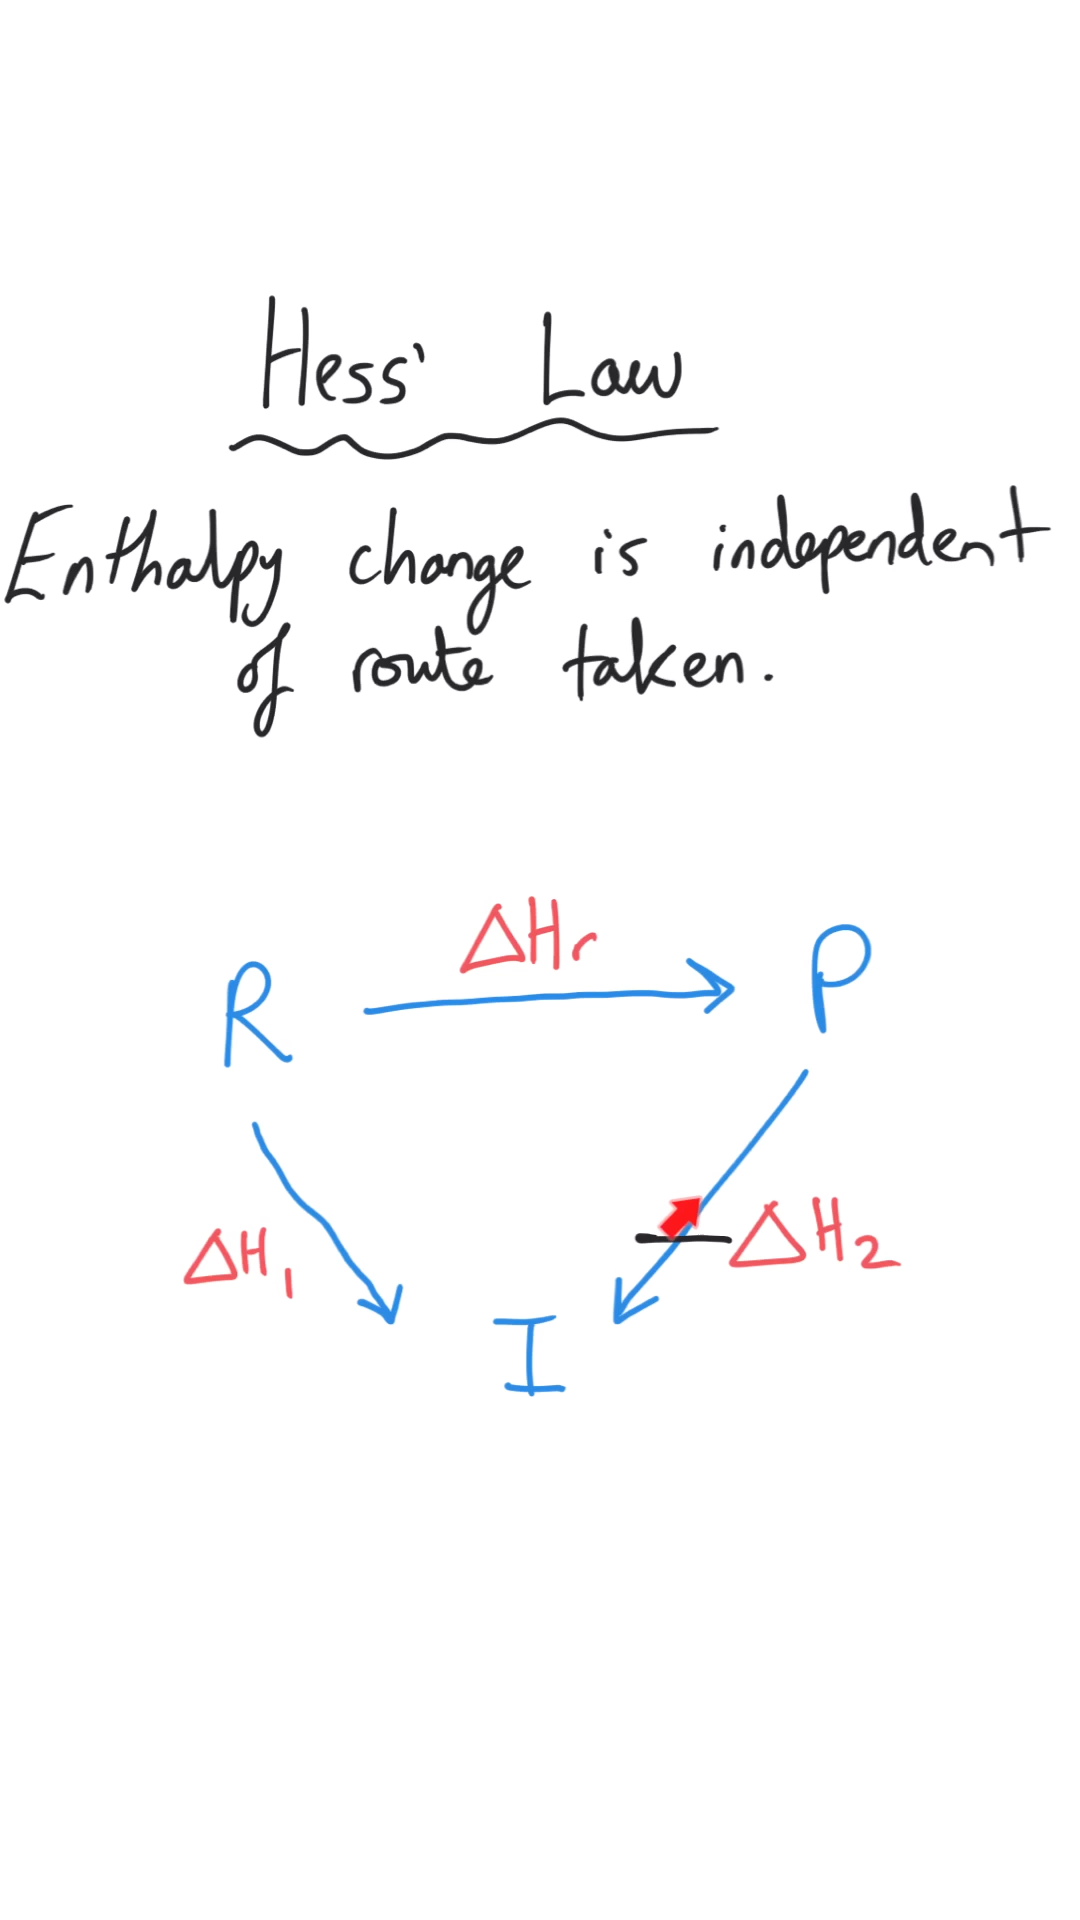 Hess' Law
Enthalpy change is independent
of route taken.
ΔHr
R
P
ΔH1
-ΔH2
I